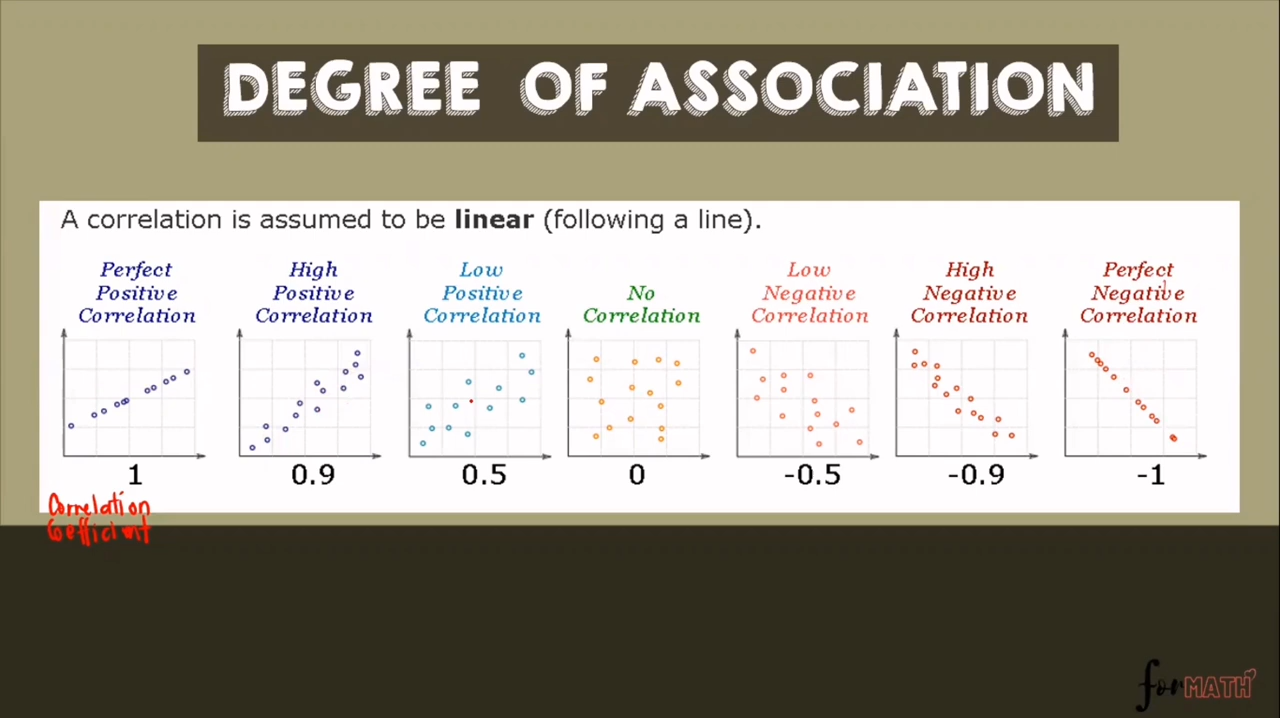 DEGREE OF ASSOCIATION
A correlation is assumed to be linear (following a line).
Perfect
Positive
Correlation
1
High
Positive
Correlation
0.9
Low
Positive
Correlation
0.5
No
Correlation
0
Low
Negative
Correlation
-0.5
High
Negative
Correlation
-0.9
Perfect
Negative
Correlation
-1
Correlation
Coefficient
forMATH